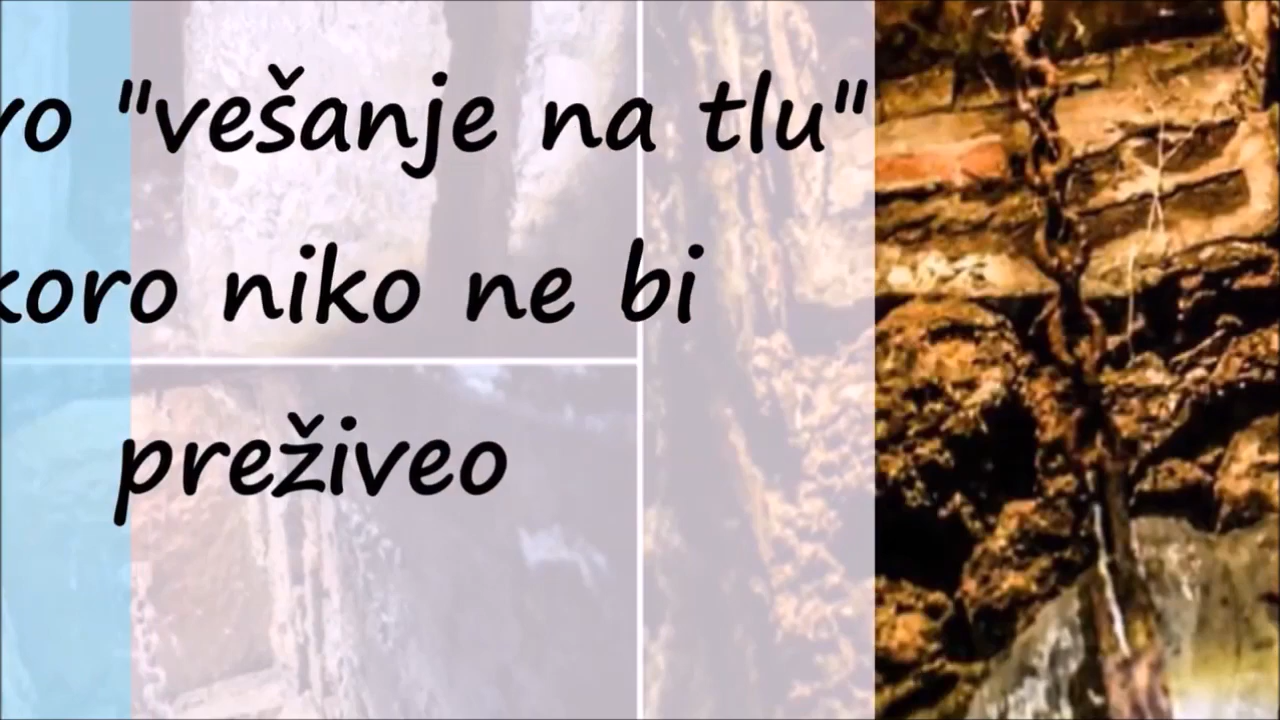 "vešanje na tlu"
niko ne bi
preživeo